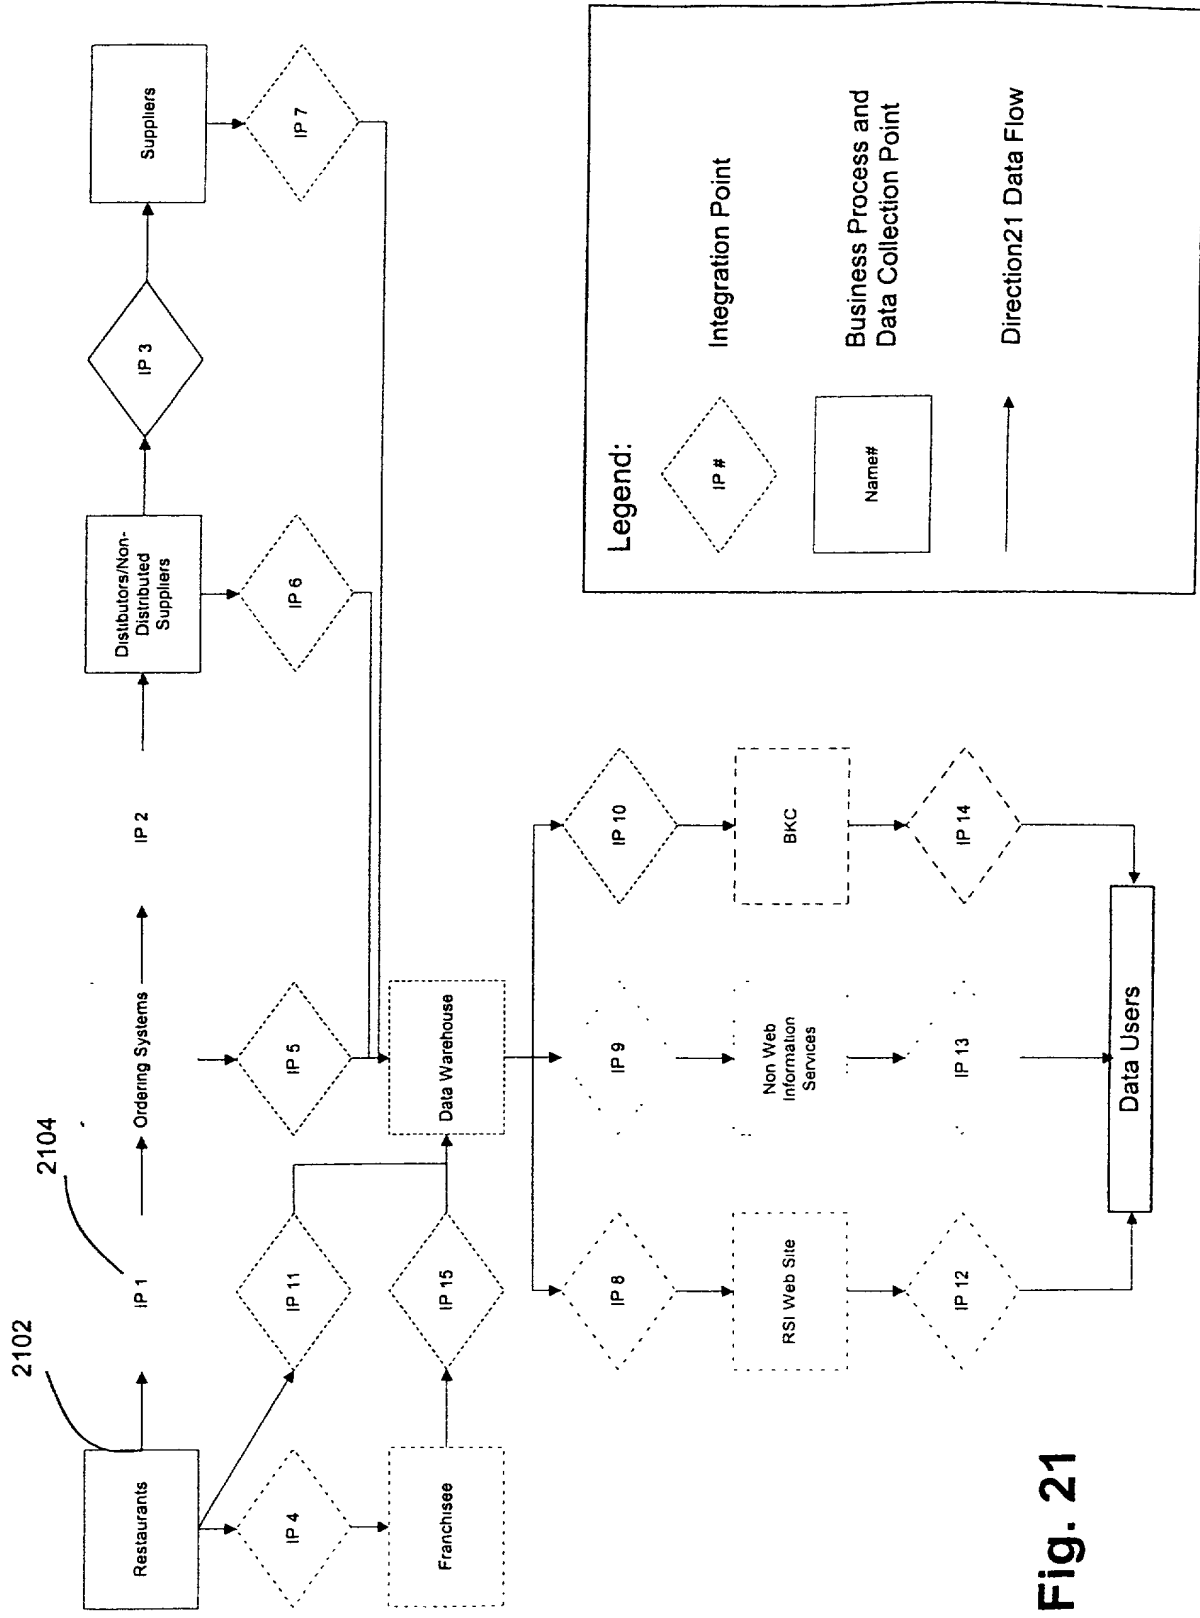 2102
2104
Restaurants
IP 1
Ordering Systems
IP 2
Distributors/Non-
Distributed
Suppliers
IP 3
Suppliers
IP 4
IP 11
IP 5
IP 6
IP 7
Franchisee
IP 15
Data Warehouse
IP 8
IP 9
IP 10
RSI Web Site
Non Web
Information
Services
BKC
IP 12
IP 13
IP 14
Data Users
Legend:
IP #
Integration Point
Name#
Business Process and
Data Collection Point
Direction21 Data Flow
Fig. 21